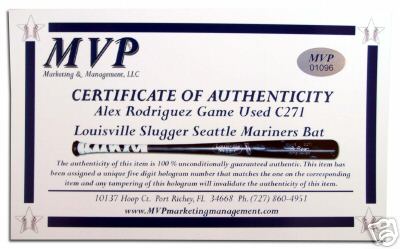 MVP
Marketing & Management, LLC
MVP
01096
CERTIFICATE OF AUTHENTICITY
Alex Rodriguez Game Used C271
Louisville Slugger Seattle Mariners Bat
The authenticity of this item is 100 % unconditionally guaranteed authentic. This item has
been assigned a unique five digit hologram number that matches the one on the corresponding
item and any tampering of this hologram will invalidate the authenticity of this item.
10137 Hoop Ct. Port Richey, FL 34668 Ph. (727) 860-4951
www.MVPmarketingmanagement.com